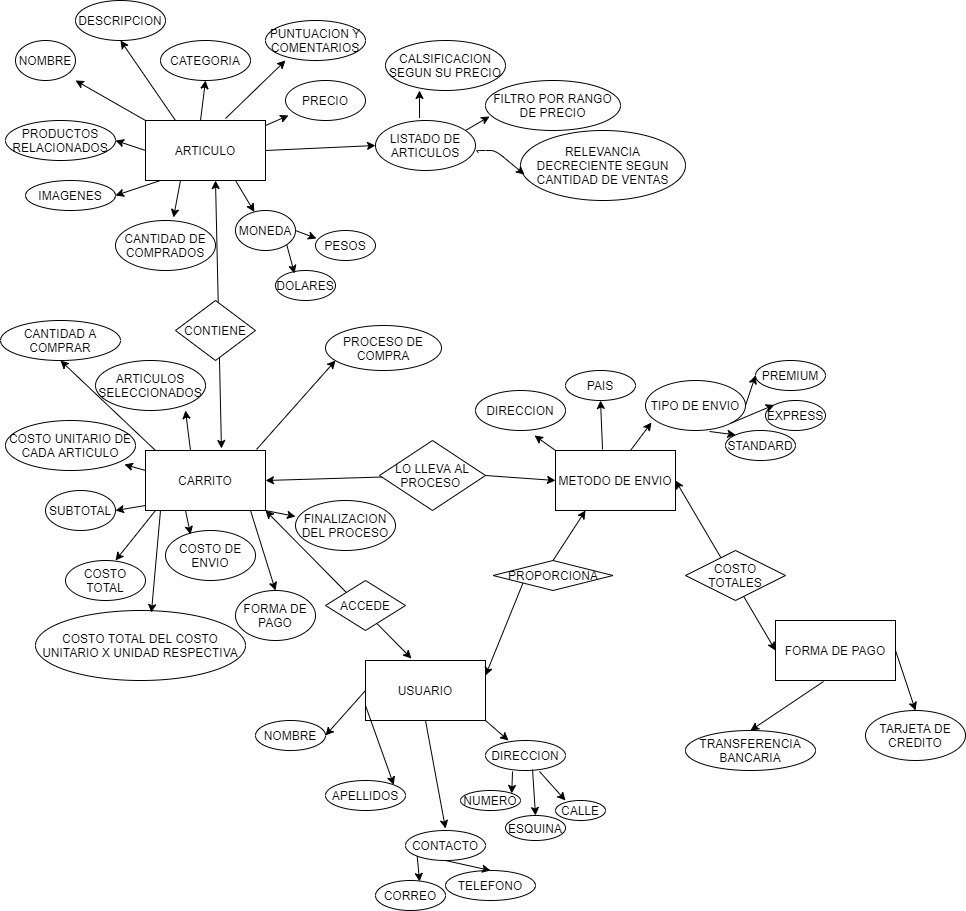 DESCRIPCION
PUNTUACION Y
COMENTARIOS
NOMBRE
CATEGORIA
CALSIFICACION
SEGUN SU PRECIO
PRECIO
FILTRO POR RANGO
DE PRECIO
PRODUCTOS
RELACIONADOS
ARTICULO
LISTADO DE
ARTICULOS
RELEVANCIA
DECRECIENTE SEGUN
CANTIDAD DE VENTAS
IMAGENES
CANTIDAD DE
COMPRADOS
MONEDA
PESOS
DOLARES
CONTIENE
CANTIDAD A
COMPRAR
PROCESO DE
COMPRA
ARTICULOS
SELECCIONADOS
PAIS
PREMIUM
DIRECCION
TIPO DE ENVIO
EXPRESS
STANDARD
COSTO UNITARIO DE
CADA ARTICULO
CARRITO
LO LLEVA AL
PROCESO
METODO DE ENVIO
SUBTOTAL
FINALIZACION
DEL PROCESO
COSTO DE
ENVIO
COSTO
TOTAL
PROPORCIONA
COSTO
TOTALES
FORMA DE
PAGO
ACCEDE
COSTO TOTAL DEL COSTO
UNITARIO X UNIDAD RESPECTIVA
FORMA DE PAGO
USUARIO
NOMBRE
DIRECCION
TRANSFERENCIA
BANCARIA
TARJETA DE
CREDITO
APELLIDOS
NUMERO
CALLE
ESQUINA
CONTACTO
CORREO
TELEFONO